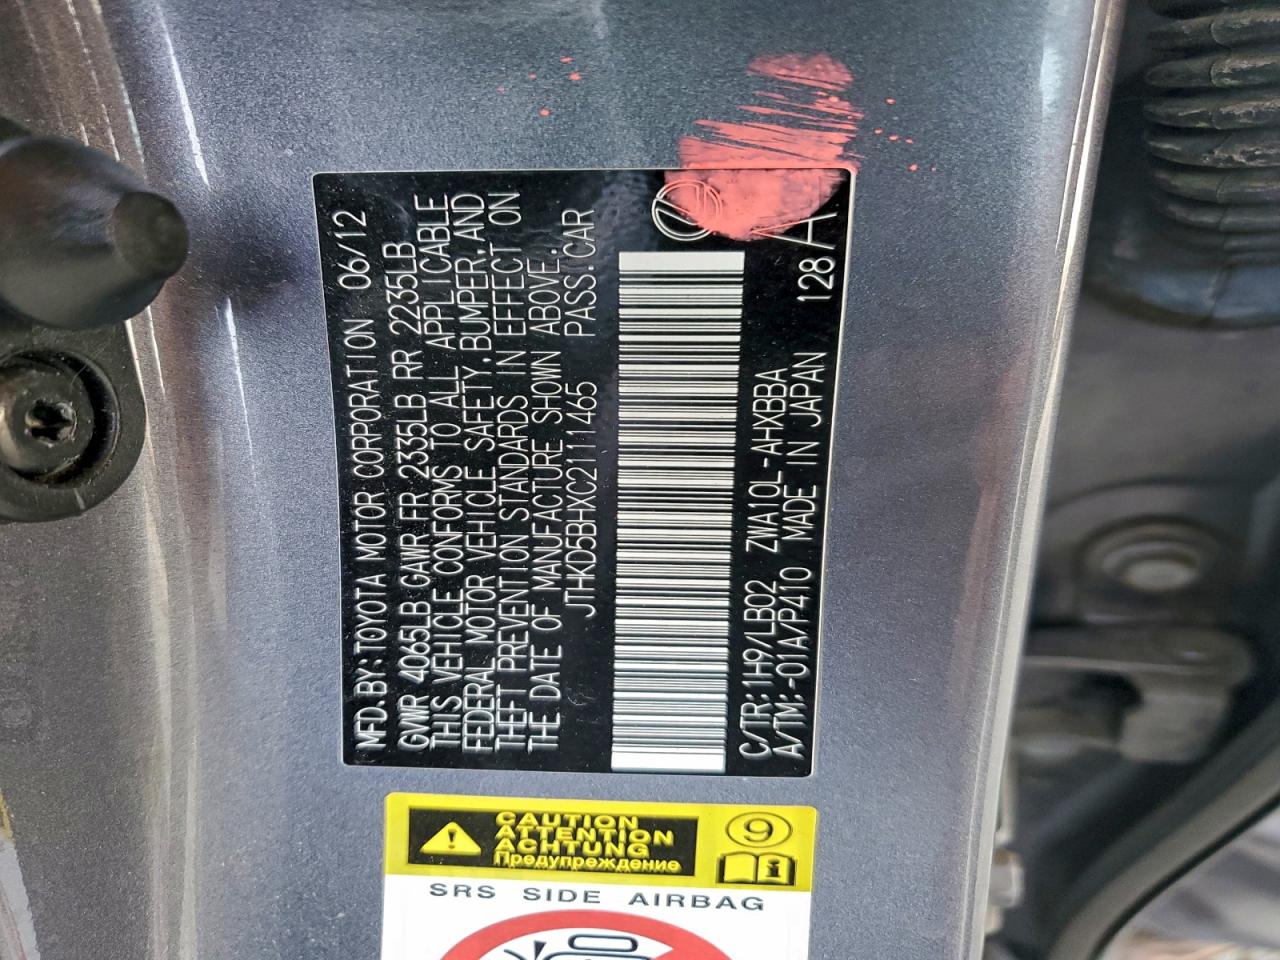 MFD.BY:TOYOTA MOTOR CORPORATION 06/12
GVWR 4065LB GAWR FR 2335LB RR 2235LB
THIS VEHICLE CONFORMS TO ALL APPLICABLE
FEDERAL MOTOR VEHICLE SAFETY,BUMPER,AND
THEFT PREVENTION STANDARDS IN EFFECT ON
THE DATE OF MANUFACTURE SHOWN ABOVE.
JTHKD5BHXC2111465 PASS.CAR
C/TR:1H9/LB02 ZWA10L-AHXBBA
A/TM:-01A/P410 MADE IN JAPAN 128 A
CAUTION
ATTENTION
ACHTUNG
Предупреждение
9
i
SRS SIDE AIRBAG